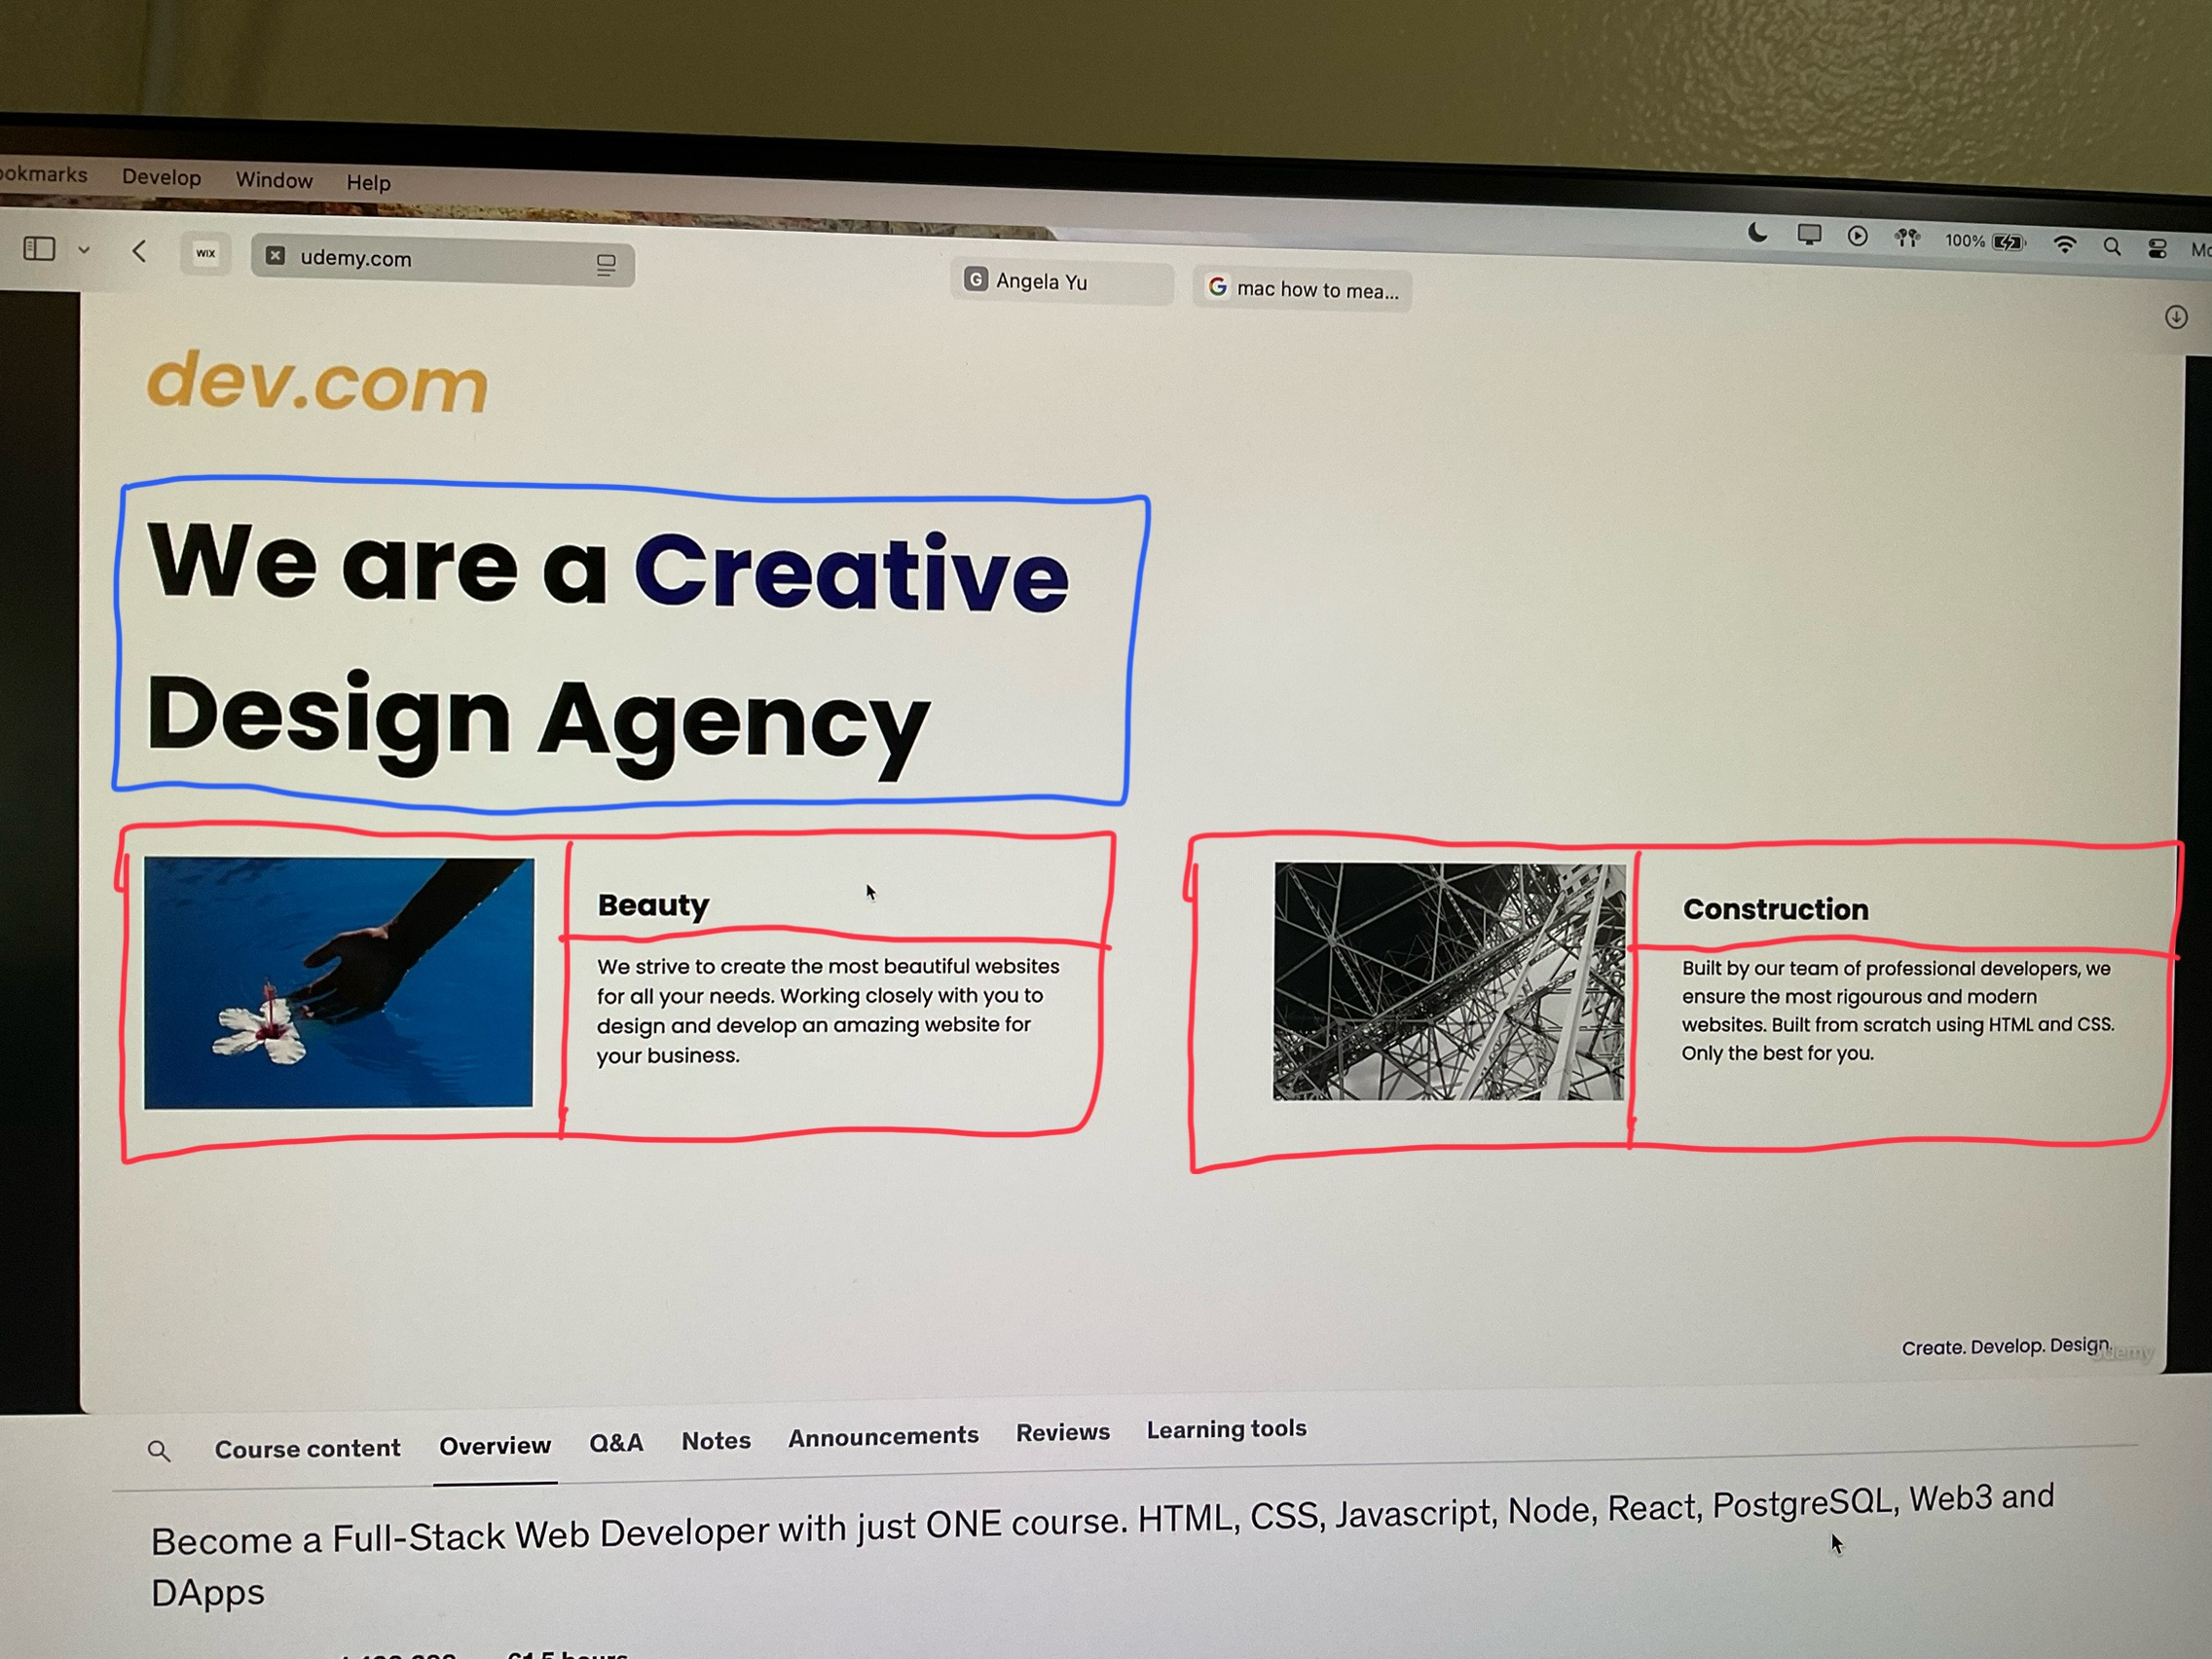 Develop Window Help
100%
WIX udemy.com
G Angela Yu
G mac how to mea...
dev.com
We are a Creative
Design Agency
Beauty
We strive to create the most beautiful websites
for all your needs. Working closely with you to
design and develop an amazing website for
your business.
Construction
Built by our team of professional developers, we
ensure the most rigourous and modern
websites. Built from scratch using HTML and CSS.
Only the best for you.
Create. Develop. Design.
Udemy
Course content Overview Q&A Notes Announcements Reviews Learning tools
Become a Full-Stack Web Developer with just ONE course. HTML, CSS, Javascript, Node, React, PostgreSQL, Web3 and
DApps
hours